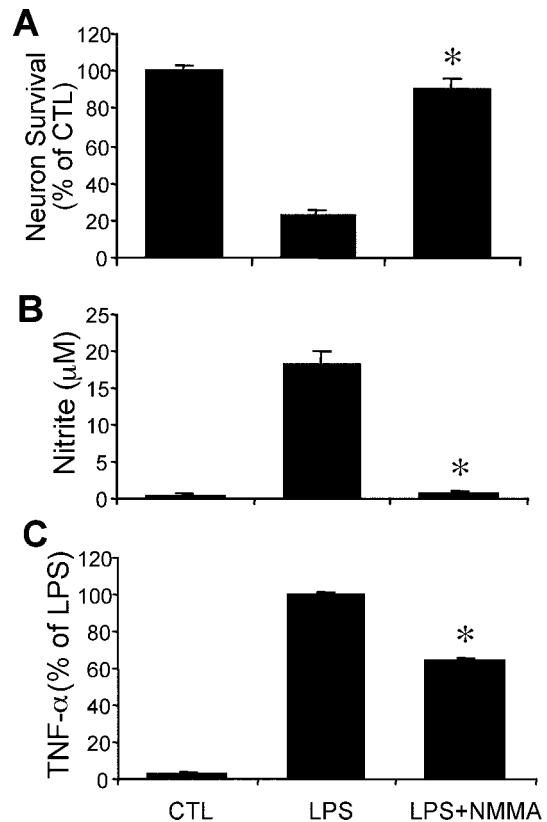 A
Neuron Survival
(% of CTL)
120
100
80
60
40
20
0
*
B
Nitrite (μM)
25
20
15
10
5
0
*
C
TNF-α (% of LPS)
120
100
80
60
40
20
0
*
CTL LPS LPS+NMMA